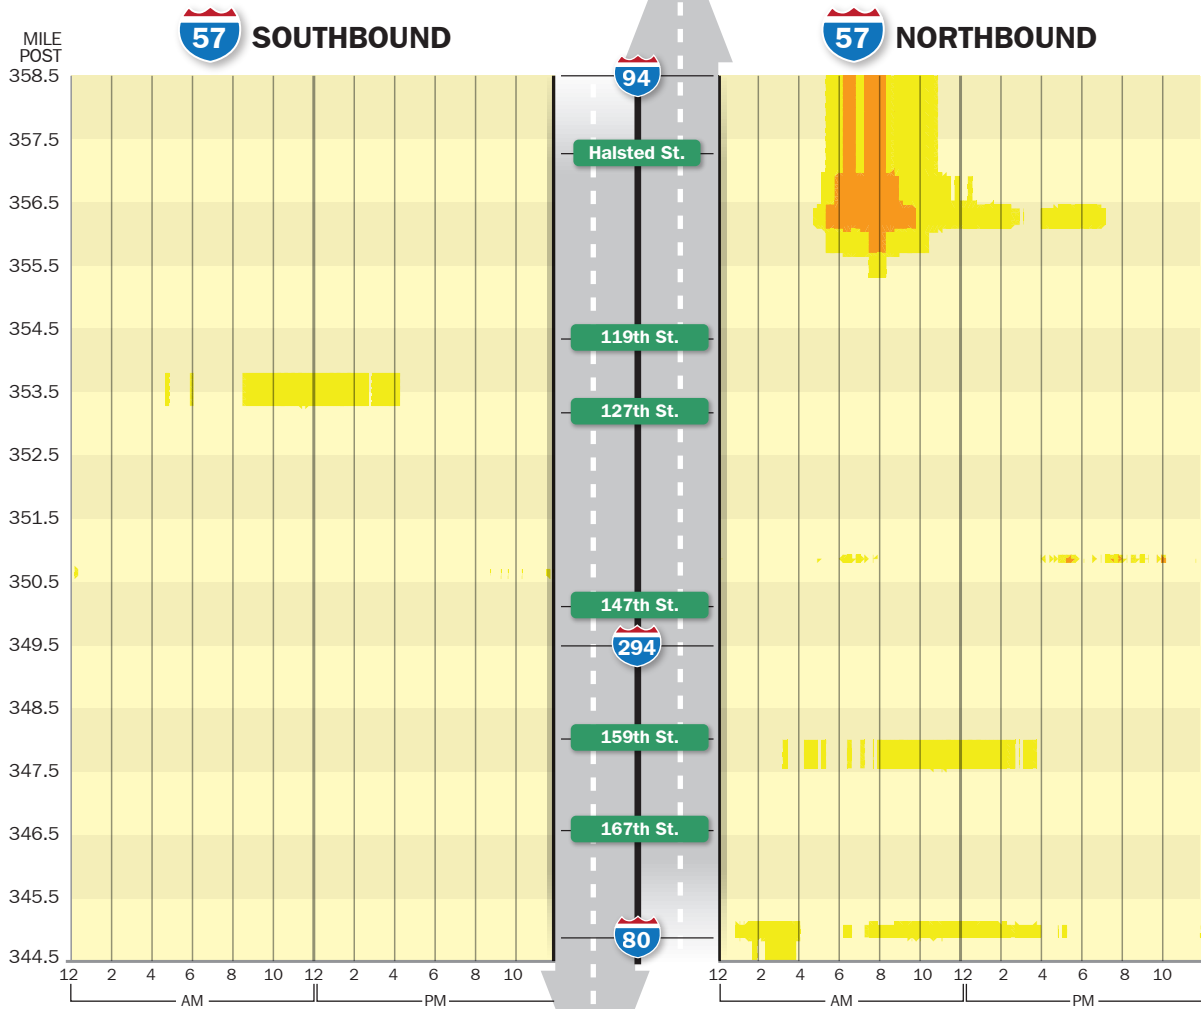 57 SOUTHBOUND
57 NORTHBOUND
MILE
POST
358.5
94
357.5
Halsted St.
356.5
355.5
354.5
119th St.
353.5
127th St.
352.5
351.5
350.5
147th St.
349.5
294
348.5
159th St.
347.5
346.5
167th St.
345.5
80
344.5
12 2 4 6 8 10 12 2 4 6 8 10
12 2 4 6 8 10 12 2 4 6 8 10
AM PM
AM PM